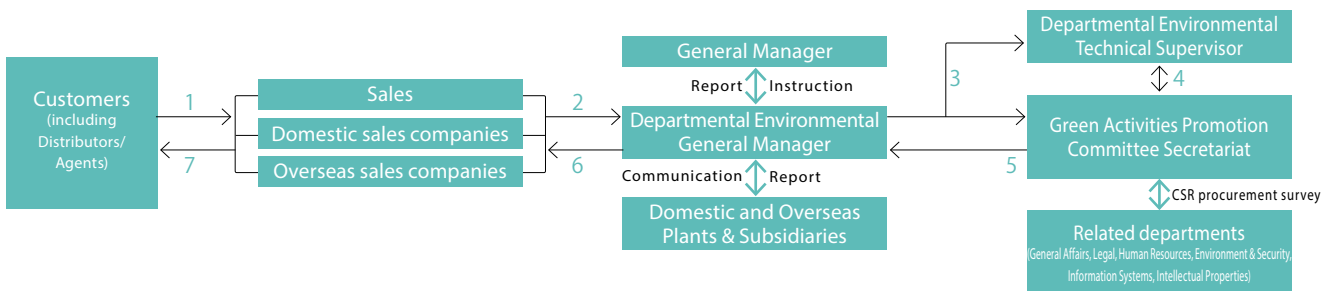 Customers
(including
Distributors/
Agents)
1
7
Sales
Domestic sales companies
Overseas sales companies
2
6
General Manager
Report Instruction
Departmental Environmental
General Manager
Communication Report
Domestic and Overseas
Plants & Subsidiaries
3
5
Departmental Environmental
Technical Supervisor
4
Green Activities Promotion
Committee Secretariat
CSR procurement survey
Related departments
(General Affairs, Legal, Human Resources, Environment & Security,
Information Systems, Intellectual Properties)